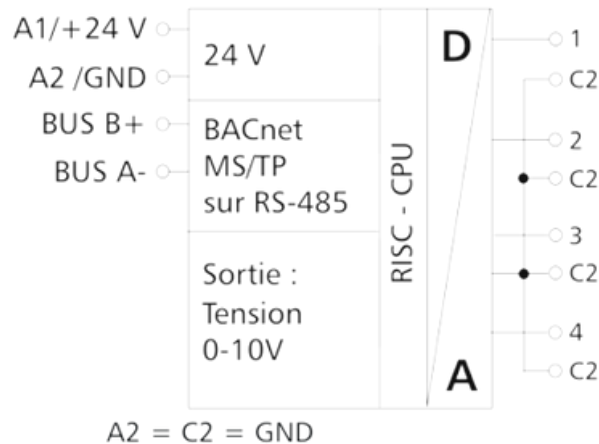 A1/+24 V
A2 /GND
BUS B+
BUS A-
24 V
BACnet
MS/TP
sur RS-485
Sortie :
Tension
0-10V
RISC - CPU
D
A
1
C2
2
C2
3
C2
4
C2
A2 = C2 = GND